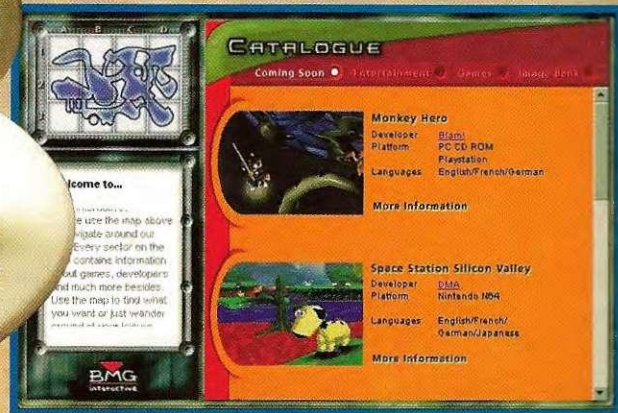 A B C D
1
2
CATALOGUE
Coming Soon Entertainment Games Image Bank
Monkey Hero
Developer Blam!
Platform PC CD ROM
Playstation
Languages English/French/German
More Information
Space Station Silicon Valley
Developer DMA
Platform Nintendo N64
Languages English/French/
German/Japanese
More Information
lcome to...
e use the map above
vigate around our
Every sector on the
contains information
out games, developers
nd much more besides.
Use the map to find what
you want or just wander
BMG
INTERACTIVE